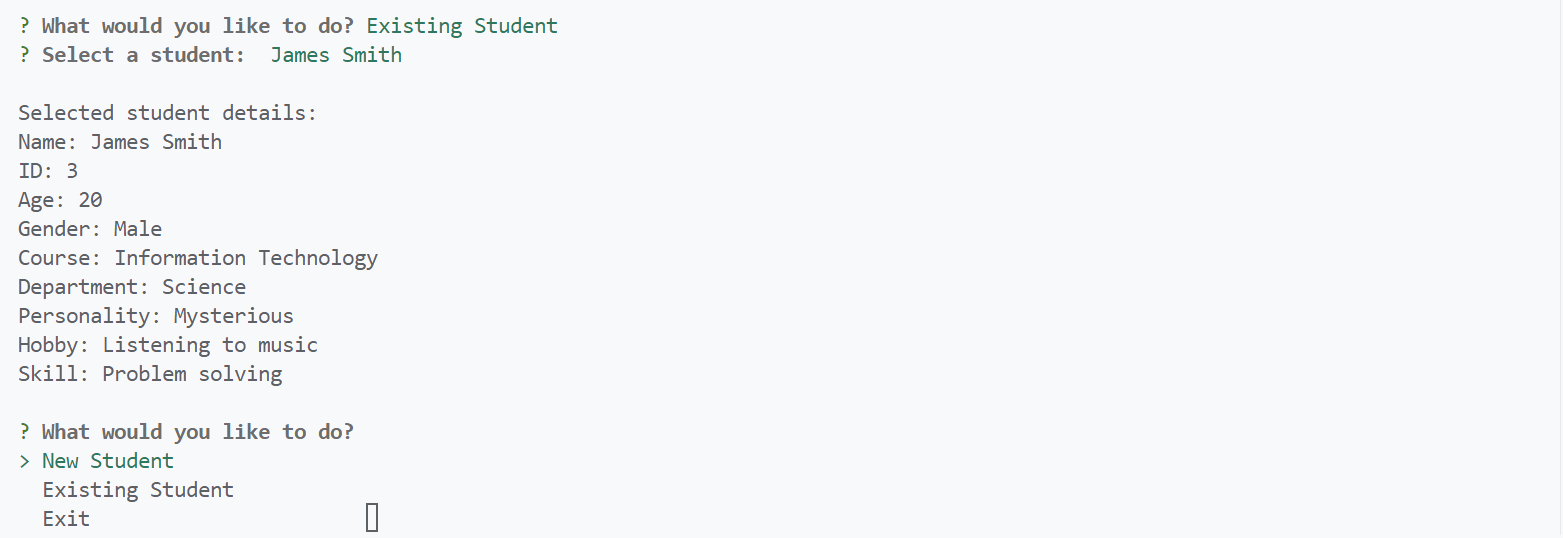 ? What would you like to do? Existing Student
? Select a student:  James Smith
Selected student details:
Name: James Smith
ID: 3
Age: 20
Gender: Male
Course: Information Technology
Department: Science
Personality: Mysterious
Hobby: Listening to music
Skill: Problem solving
? What would you like to do?
> New Student
  Existing Student
  Exit